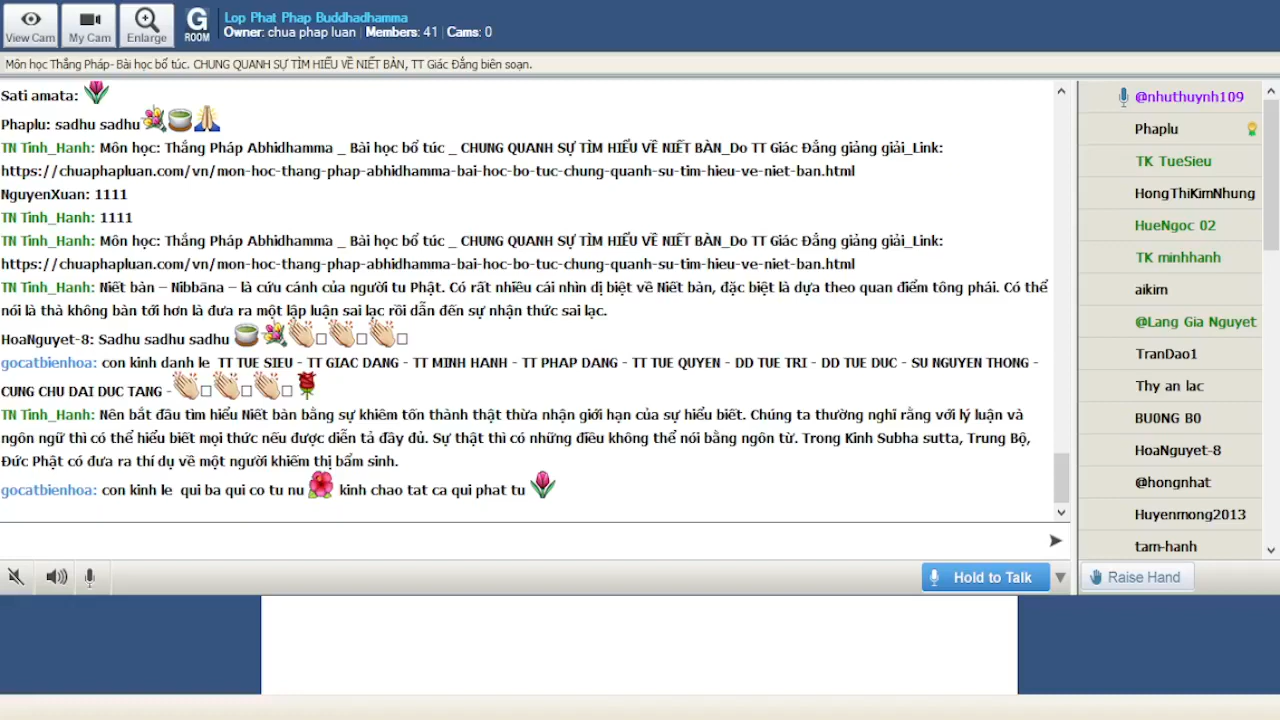 View Cam
My Cam
Enlarge
G
ROOM
Lop Phat Phap Buddhadhamma
Owner: chua phap luan | Members: 41 | Cams: 0
Môn học Thắng Pháp- Bài học bổ túc. CHUNG QUANH SỰ TÌM HIỂU VỀ NIẾT BÀN, TT Giác Đẳng biên soạn.
Sati amata:
Phaplu: sadhu sadhu
TN Tinh_Hanh: Môn học: Thắng Pháp Abhidhamma _ Bài học bổ túc _ CHUNG QUANH SỰ TÌM HIỂU VỀ NIẾT BÀN_Do TT Giác Đẳng giảng giải_Link:
https://chuaphapluan.com/vn/mon-hoc-thang-phap-abhidhamma-bai-hoc-bo-tuc-chung-quanh-su-tim-hieu-ve-niet-ban.html
NguyenXuan: 1111
TN Tinh_Hanh: 1111
TN Tinh_Hanh: Môn học: Thắng Pháp Abhidhamma _ Bài học bổ túc _ CHUNG QUANH SỰ TÌM HIỂU VỀ NIẾT BÀN_Do TT Giác Đẳng giảng giải_Link:
https://chuaphapluan.com/vn/mon-hoc-thang-phap-abhidhamma-bai-hoc-bo-tuc-chung-quanh-su-tim-hieu-ve-niet-ban.html
TN Tinh_Hanh: Niết bàn – Nibbāna – là cứu cánh của người tu Phật. Có rất nhiều cái nhìn dị biệt về Niết bàn, đặc biệt là dựa theo quan điểm tông phái. Có thể
nói là thà không bàn tới hơn là đưa ra một lập luận sai lạc rồi dẫn đến sự nhận thức sai lạc.
HoaNguyet-8: Sadhu sadhu sadhu
gocatbienhoa: con kinh danh le TT TUE SIEU - TT GIAC DANG - TT MINH HANH - TT PHAP DANG - TT TUE QUYEN - DD TUE TRI - DD TUE DUC - SU NGUYEN THONG -
CUNG CHU DAI DUC TANG -
TN Tinh_Hanh: Nên bắt đầu tìm hiểu Niết bàn bằng sự khiêm tốn thành thật thừa nhận giới hạn của sự hiểu biết. Chúng ta thường nghĩ rằng với lý luận và
ngôn ngữ thì có thể hiểu biết mọi thức nếu được diễn tả đầy đủ. Sự thật thì có những điều không thể nói bằng ngôn từ. Trong Kinh Subha sutta, Trung Bộ,
Đức Phật có đưa ra thí dụ về một người khiếm thị bẩm sinh.
gocatbienhoa: con kinh le qui ba qui co tu nu kinh chao tat ca qui phat tu
@nhuthuynh109
Phaplu
TK TueSieu
HongThiKimNhung
HueNgoc 02
TK minhhanh
aikim
@Lang Gia Nguyet
TranDao1
Thy an lac
BU0NG B0
HoaNguyet-8
@hongnhat
Huyenmong2013
tam-hanh
Hold to Talk
Raise Hand